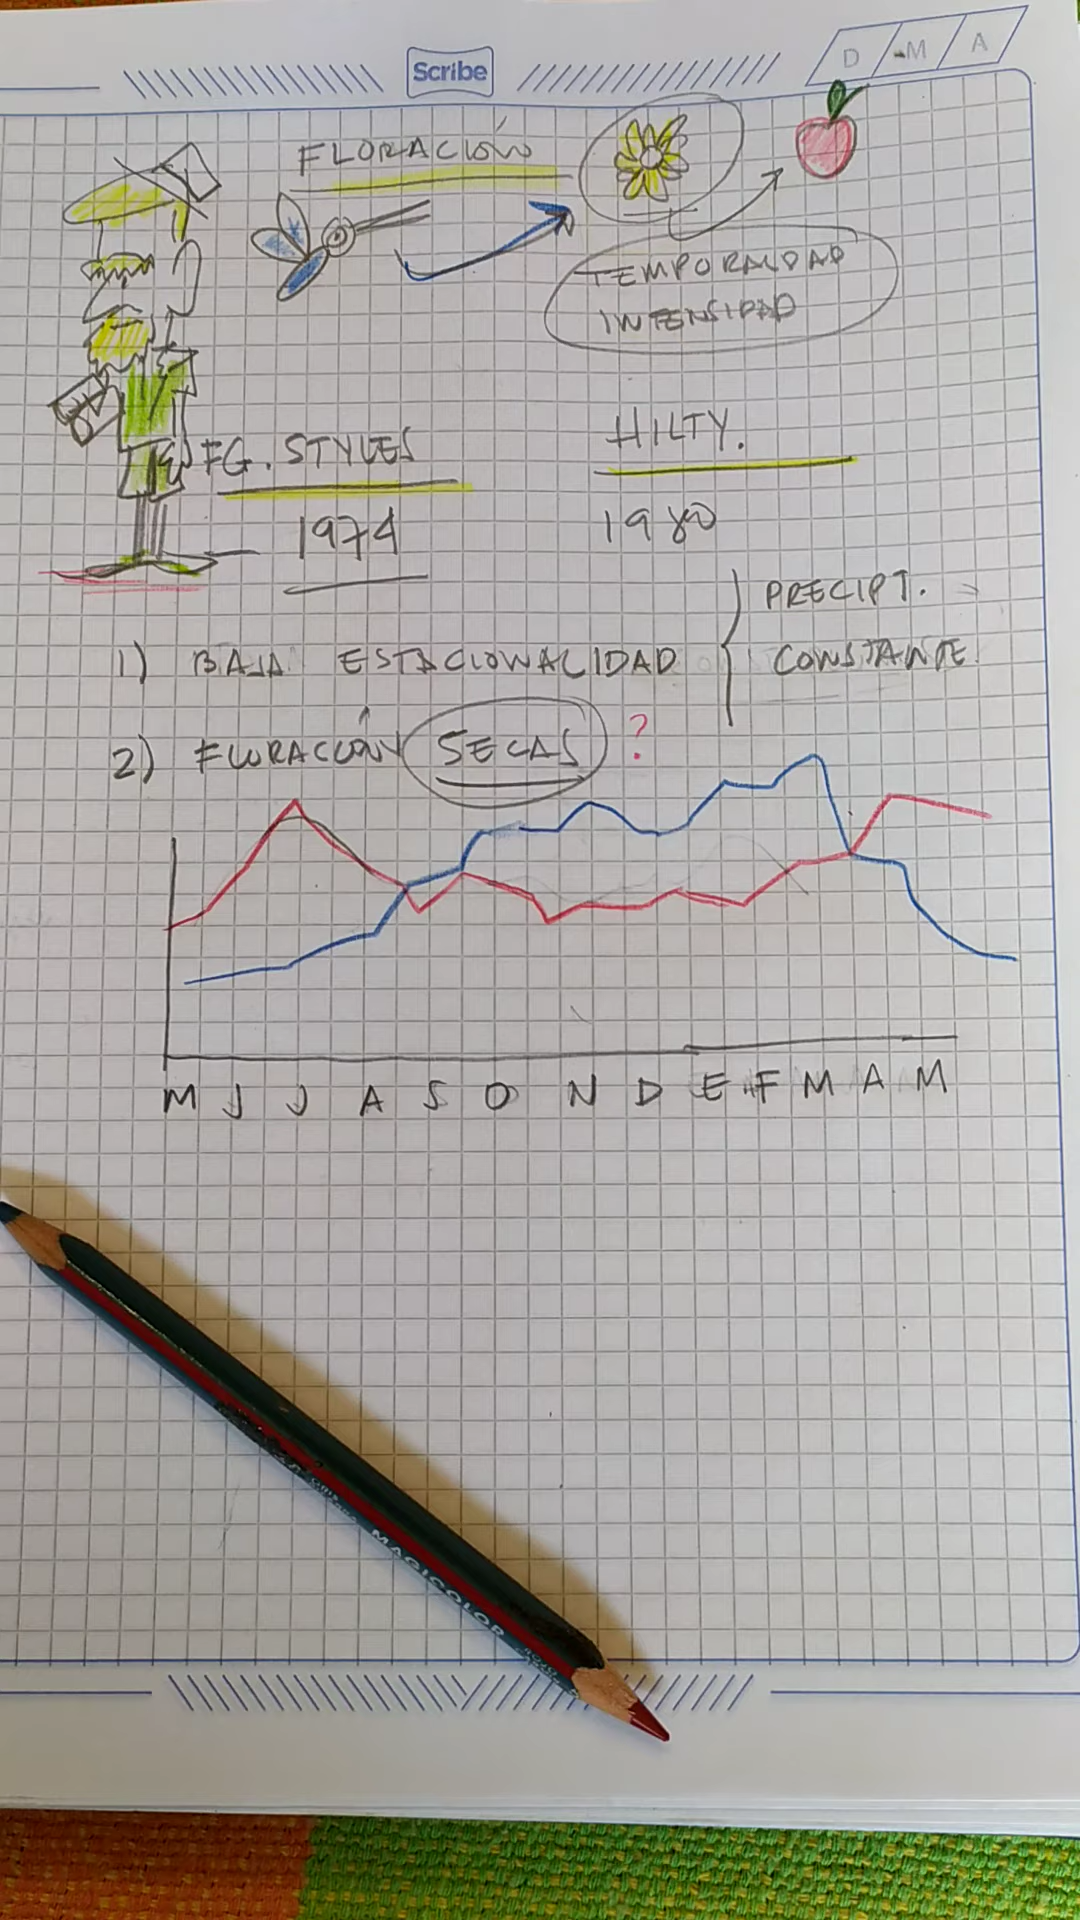 Scribe
D M A
FLORACIÓN
TEMPORALIDAD
INTENSIDAD
FG. STYLES
1974
HILTY.
1980
1) BAJA ESTACIONALIDAD
PRECIPT.
CONSTANTE
2) FLORACIÓN SECAS ?
M J J A S O N D E F M A M
MAGICOLOR